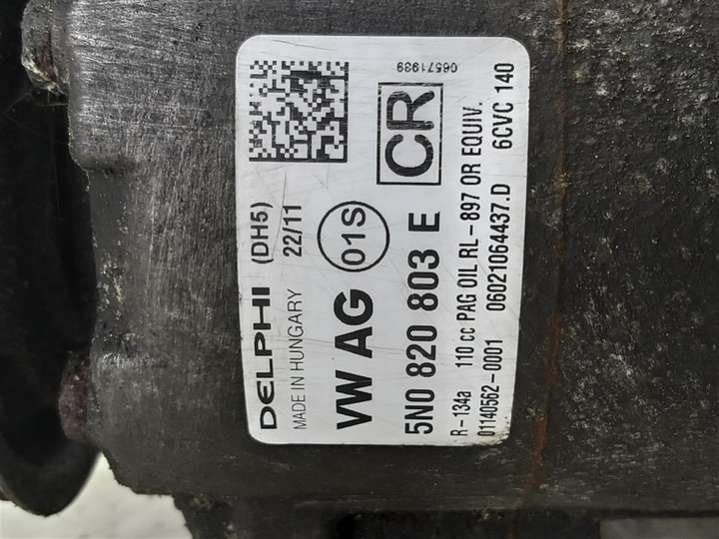 DELPHI (DH5)
MADE IN HUNGARY 22/11
VW AG 01S CR
5N0 820 803 E
R-134a 110 cc PAG OIL RL-897 OR EQUIV.
01140562-0001 06021064437.D 6CVC 140
06571939